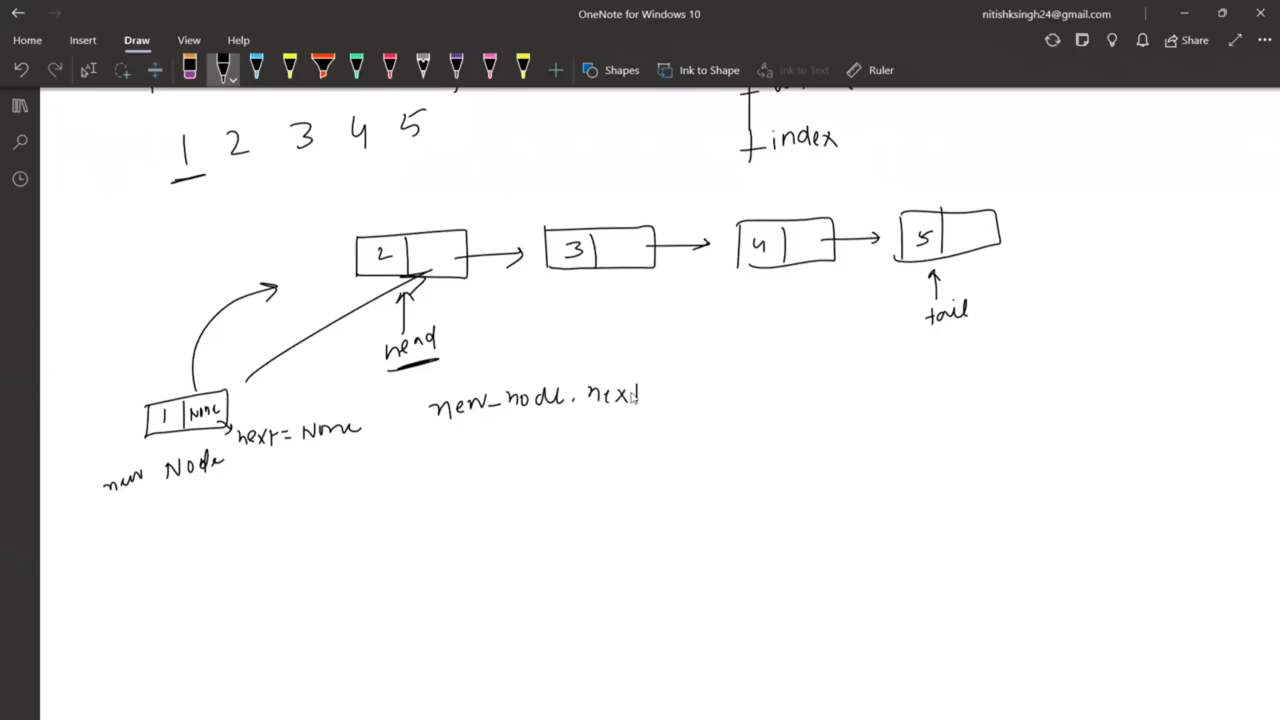 OneNote for Windows 10
nitishksingh24@gmail.com
Home Insert Draw View Help
Share
Shapes
Ink to Shape
Ink to Text
Ruler
1 2 3 4 5
index
2
3
4
5
head
tail
1 None
next = None
new Node
new_node. next